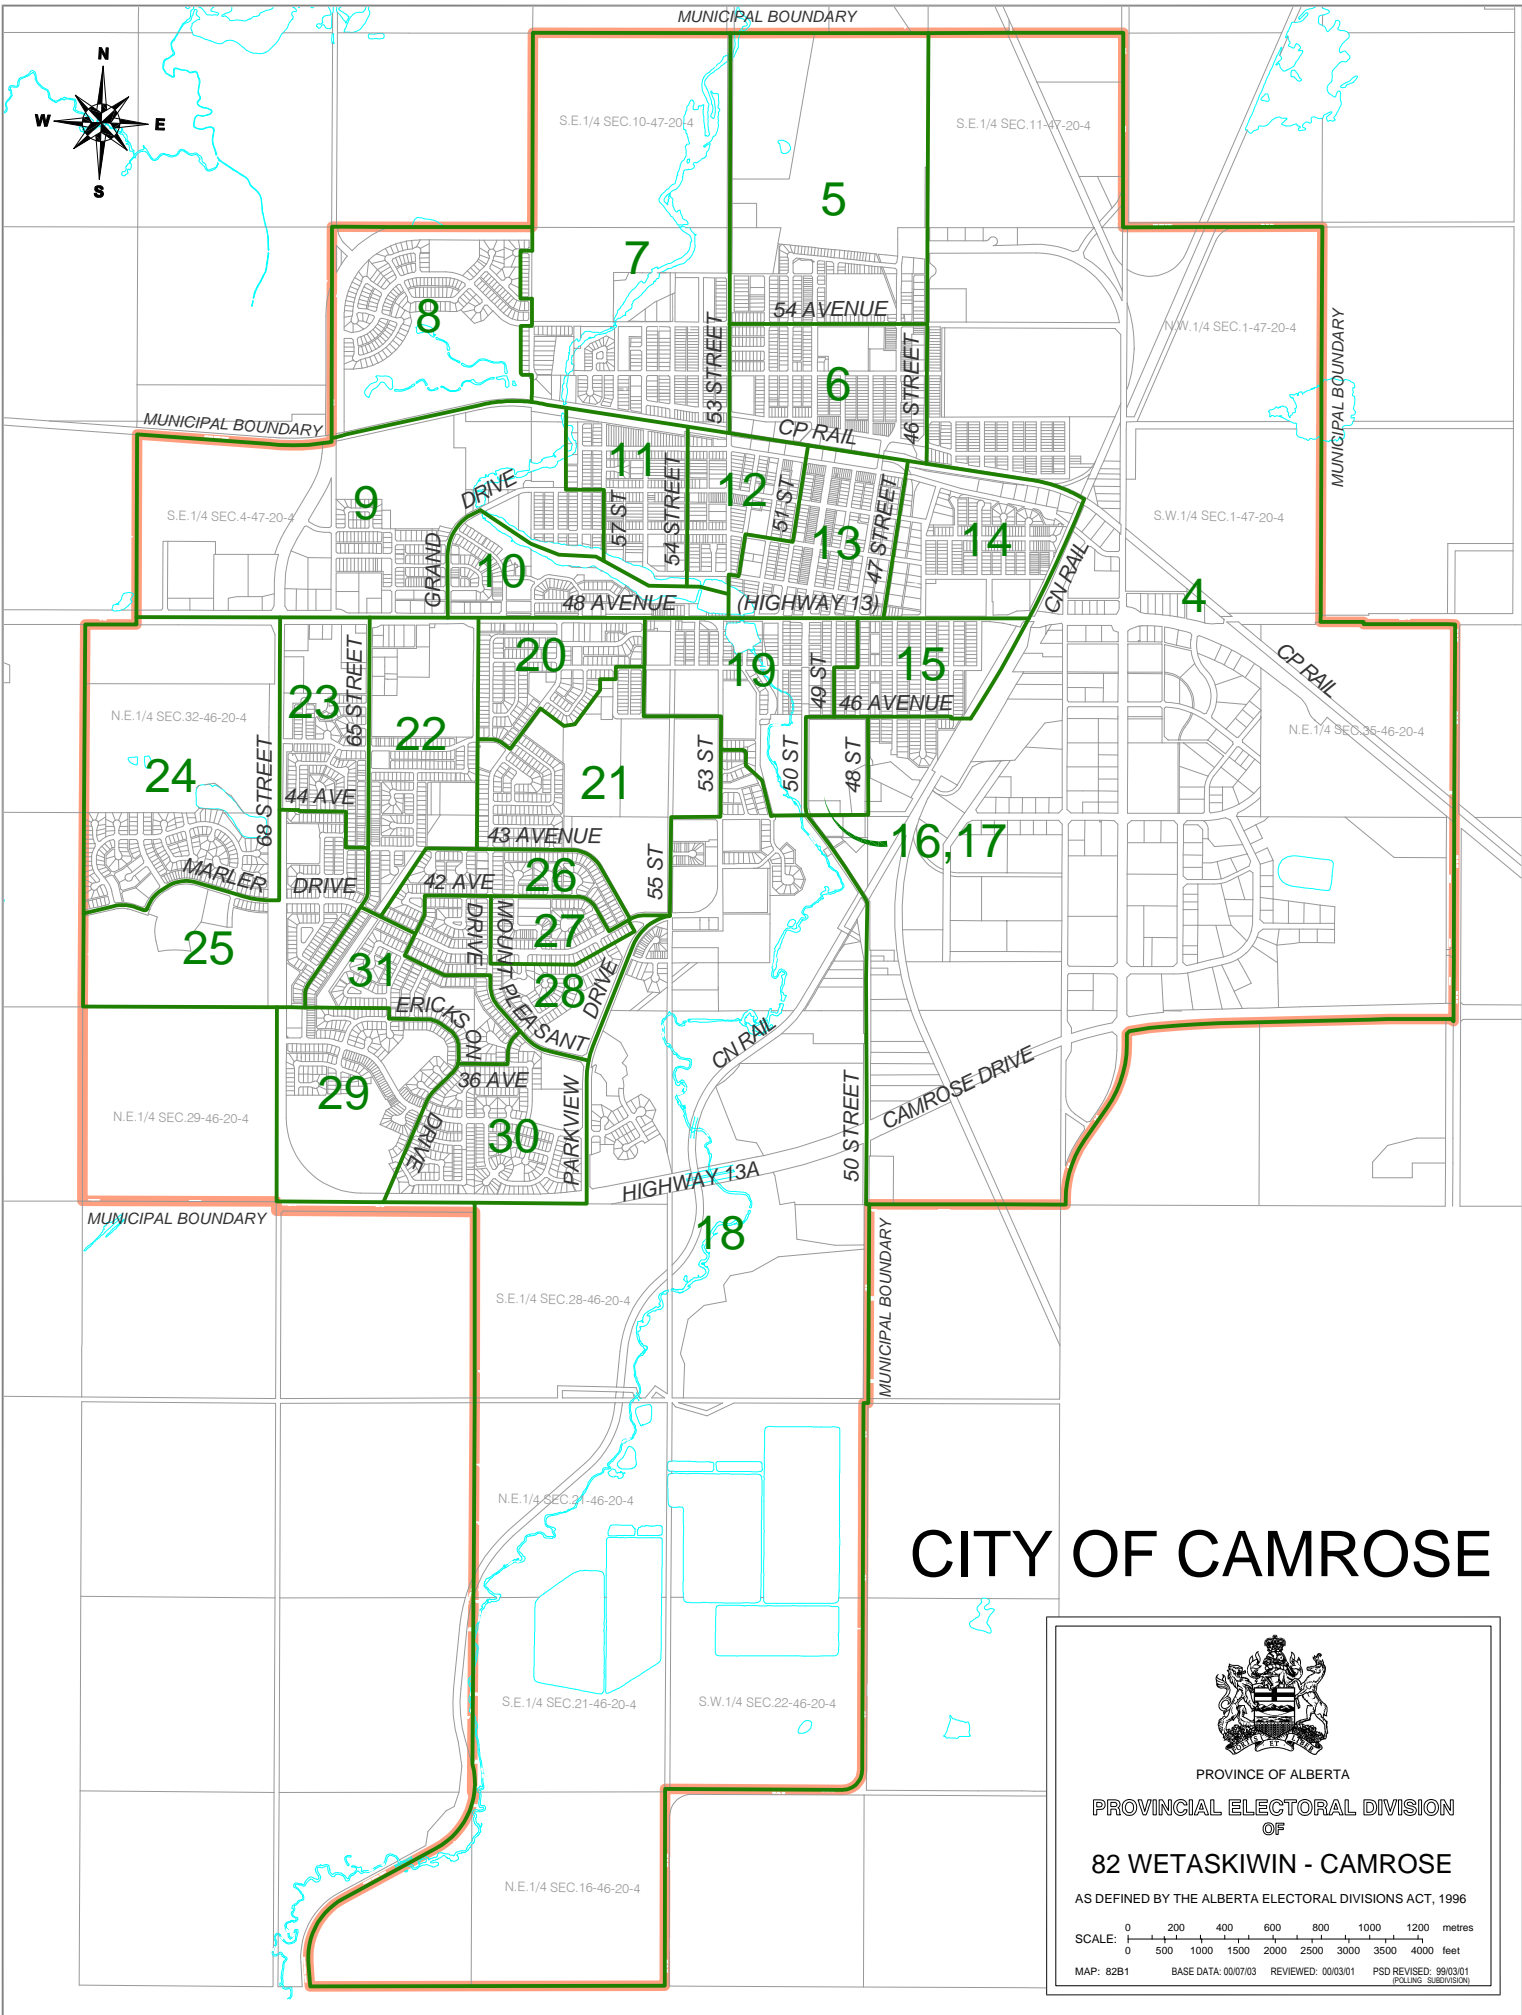 MUNICIPAL BOUNDARY
N
W
E
S
S.E.1/4 SEC.10-47-20-4
S.E.1/4 SEC.11-47-20-4
5
7
8
54 AVENUE
N.W.1/4 SEC.1-47-20-4
MUNICIPAL BOUNDARY
53 STREET
6
46 STREET
MUNICIPAL BOUNDARY
CP RAIL
11
12
DRIVE
9
S.E.1/4 SEC.4-47-20-4
57 ST
54 STREET
51 ST
13
47 STREET
14
S.W.1/4 SEC.1-47-20-4
GRAND
10
CN RAIL
48 AVENUE
(HIGHWAY 13)
4
20
19
15
CP RAIL
23
65 STREET
49 ST
46 AVENUE
N.E.1/4 SEC.32-46-20-4
22
N.E.1/4 SEC.35-46-20-4
24
68 STREET
44 AVE
21
53 ST
50 ST
48 ST
43 AVENUE
16,17
MARLER
DRIVE
42 AVE
26
55 ST
25
31
DRIVE
MOUNT
27
28
DRIVE
ERICKSON
PLEASANT
CN RAIL
29
36 AVE
CAMROSE DRIVE
N.E.1/4 SEC.29-46-20-4
DRIVE
30
PARKVIEW
50 STREET
HIGHWAY 13A
MUNICIPAL BOUNDARY
18
MUNICIPAL BOUNDARY
S.E.1/4 SEC.28-46-20-4
N.E.1/4 SEC.21-46-20-4
CITY OF CAMROSE
S.E.1/4 SEC.21-46-20-4
S.W.1/4 SEC.22-46-20-4
N.E.1/4 SEC.16-46-20-4
FORTIS ET LIBER
PROVINCE OF ALBERTA
PROVINCIAL ELECTORAL DIVISION
OF
82 WETASKIWIN - CAMROSE
AS DEFINED BY THE ALBERTA ELECTORAL DIVISIONS ACT, 1996
SCALE: 0 200 400 600 800 1000 1200 metres
0 500 1000 1500 2000 2500 3000 3500 4000 feet
MAP: 82B1 BASE DATA: 00/07/03 REVIEWED: 00/03/01 PSD REVISED: 99/03/01
(POLLING SUBDIVISION)